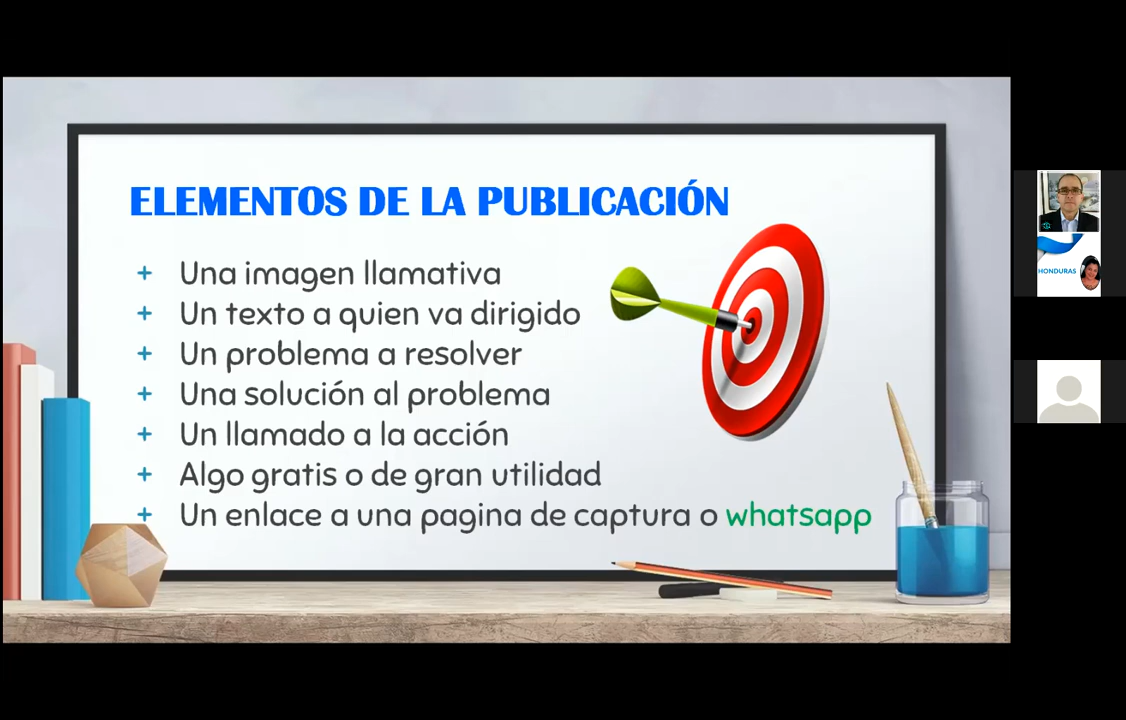 ELEMENTOS DE LA PUBLICACIÓN
+ Una imagen llamativa
+ Un texto a quien va dirigido
+ Un problema a resolver
+ Una solución al problema
+ Un llamado a la acción
+ Algo gratis o de gran utilidad
+ Un enlace a una pagina de captura o whatsapp
HONDURAS